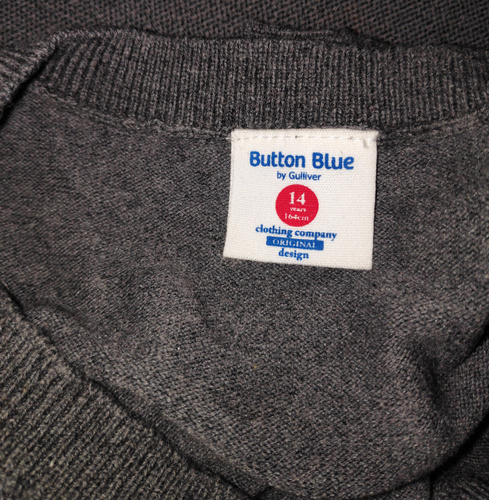 Button Blue
by Gulliver
14
years
164cm
clothing company
ORIGINAL
design